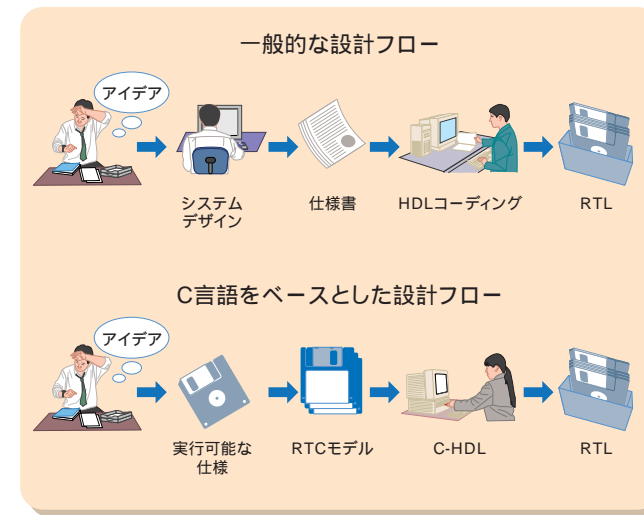 一般的な設計フロー
アイデア
システム
デザイン
仕様書
HDLコーディング
RTL
C言語をベースとした設計フロー
アイデア
実行可能な
仕様
RTCモデル
C-HDL
RTL